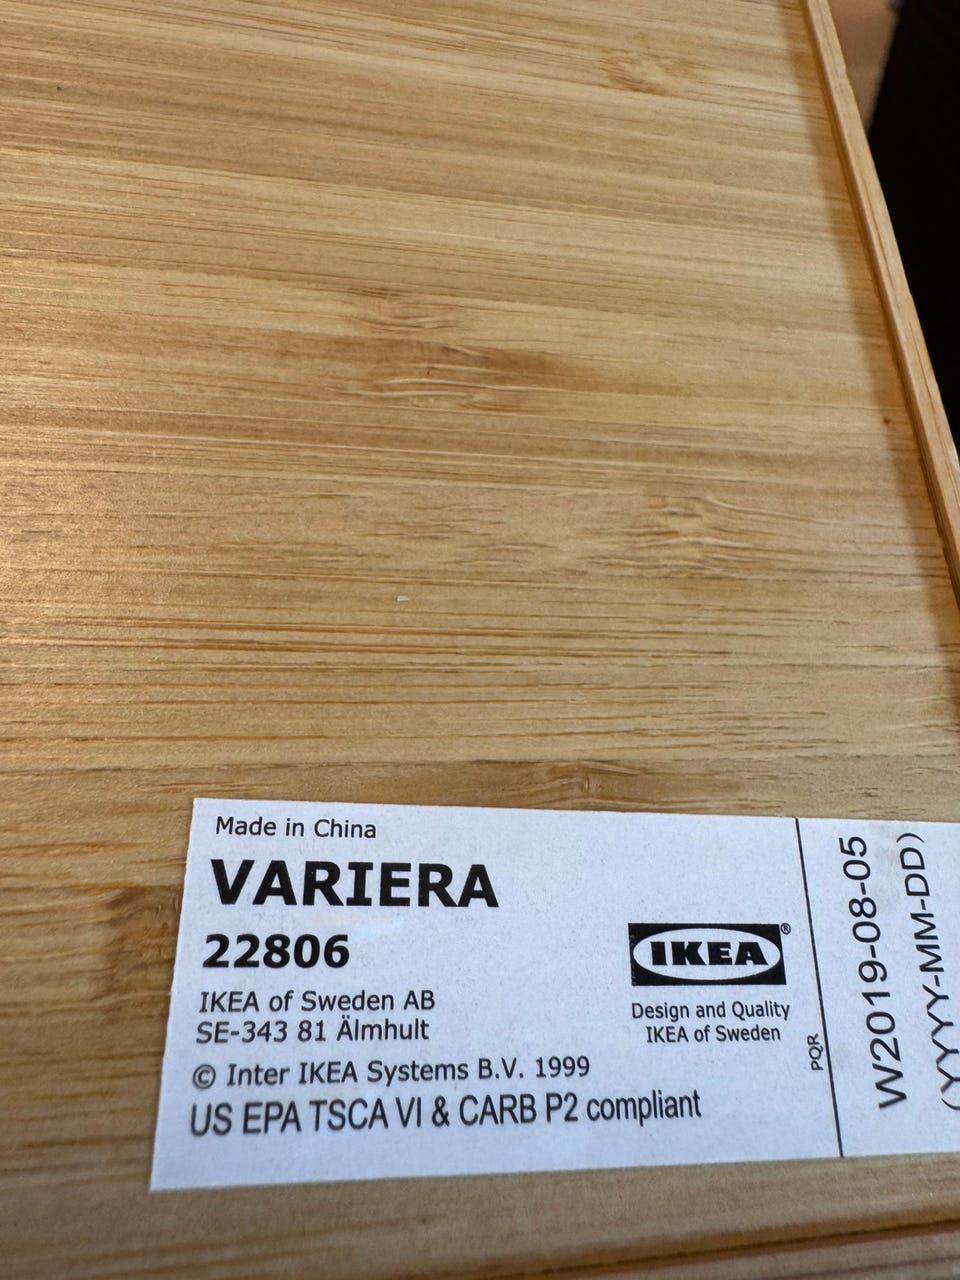 Made in China
VARIERA
22806
IKEA of Sweden AB
SE-343 81 Älmhult
© Inter IKEA Systems B.V. 1999
US EPA TSCA VI & CARB P2 compliant
IKEA®
Design and Quality
IKEA of Sweden
PQR
W2019-08-05
(YYYY-MM-DD)